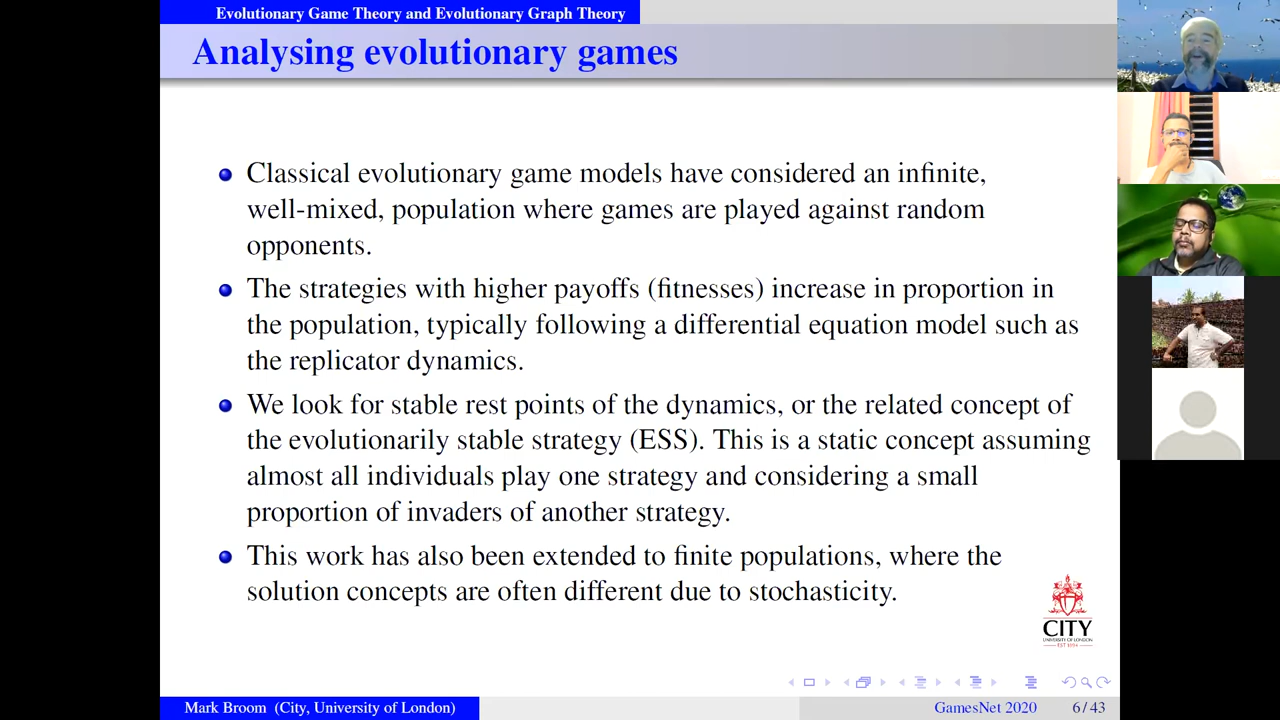 Evolutionary Game Theory and Evolutionary Graph Theory
Analysing evolutionary games
Classical evolutionary game models have considered an infinite,
well-mixed, population where games are played against random
opponents.
The strategies with higher payoffs (fitnesses) increase in proportion in
the population, typically following a differential equation model such as
the replicator dynamics.
We look for stable rest points of the dynamics, or the related concept of
the evolutionarily stable strategy (ESS). This is a static concept assuming
almost all individuals play one strategy and considering a small
proportion of invaders of another strategy.
This work has also been extended to finite populations, where the
solution concepts are often different due to stochasticity.
CITY
UNIVERSITY OF LONDON
EST 1894
Mark Broom (City, University of London)
GamesNet 2020
6/43